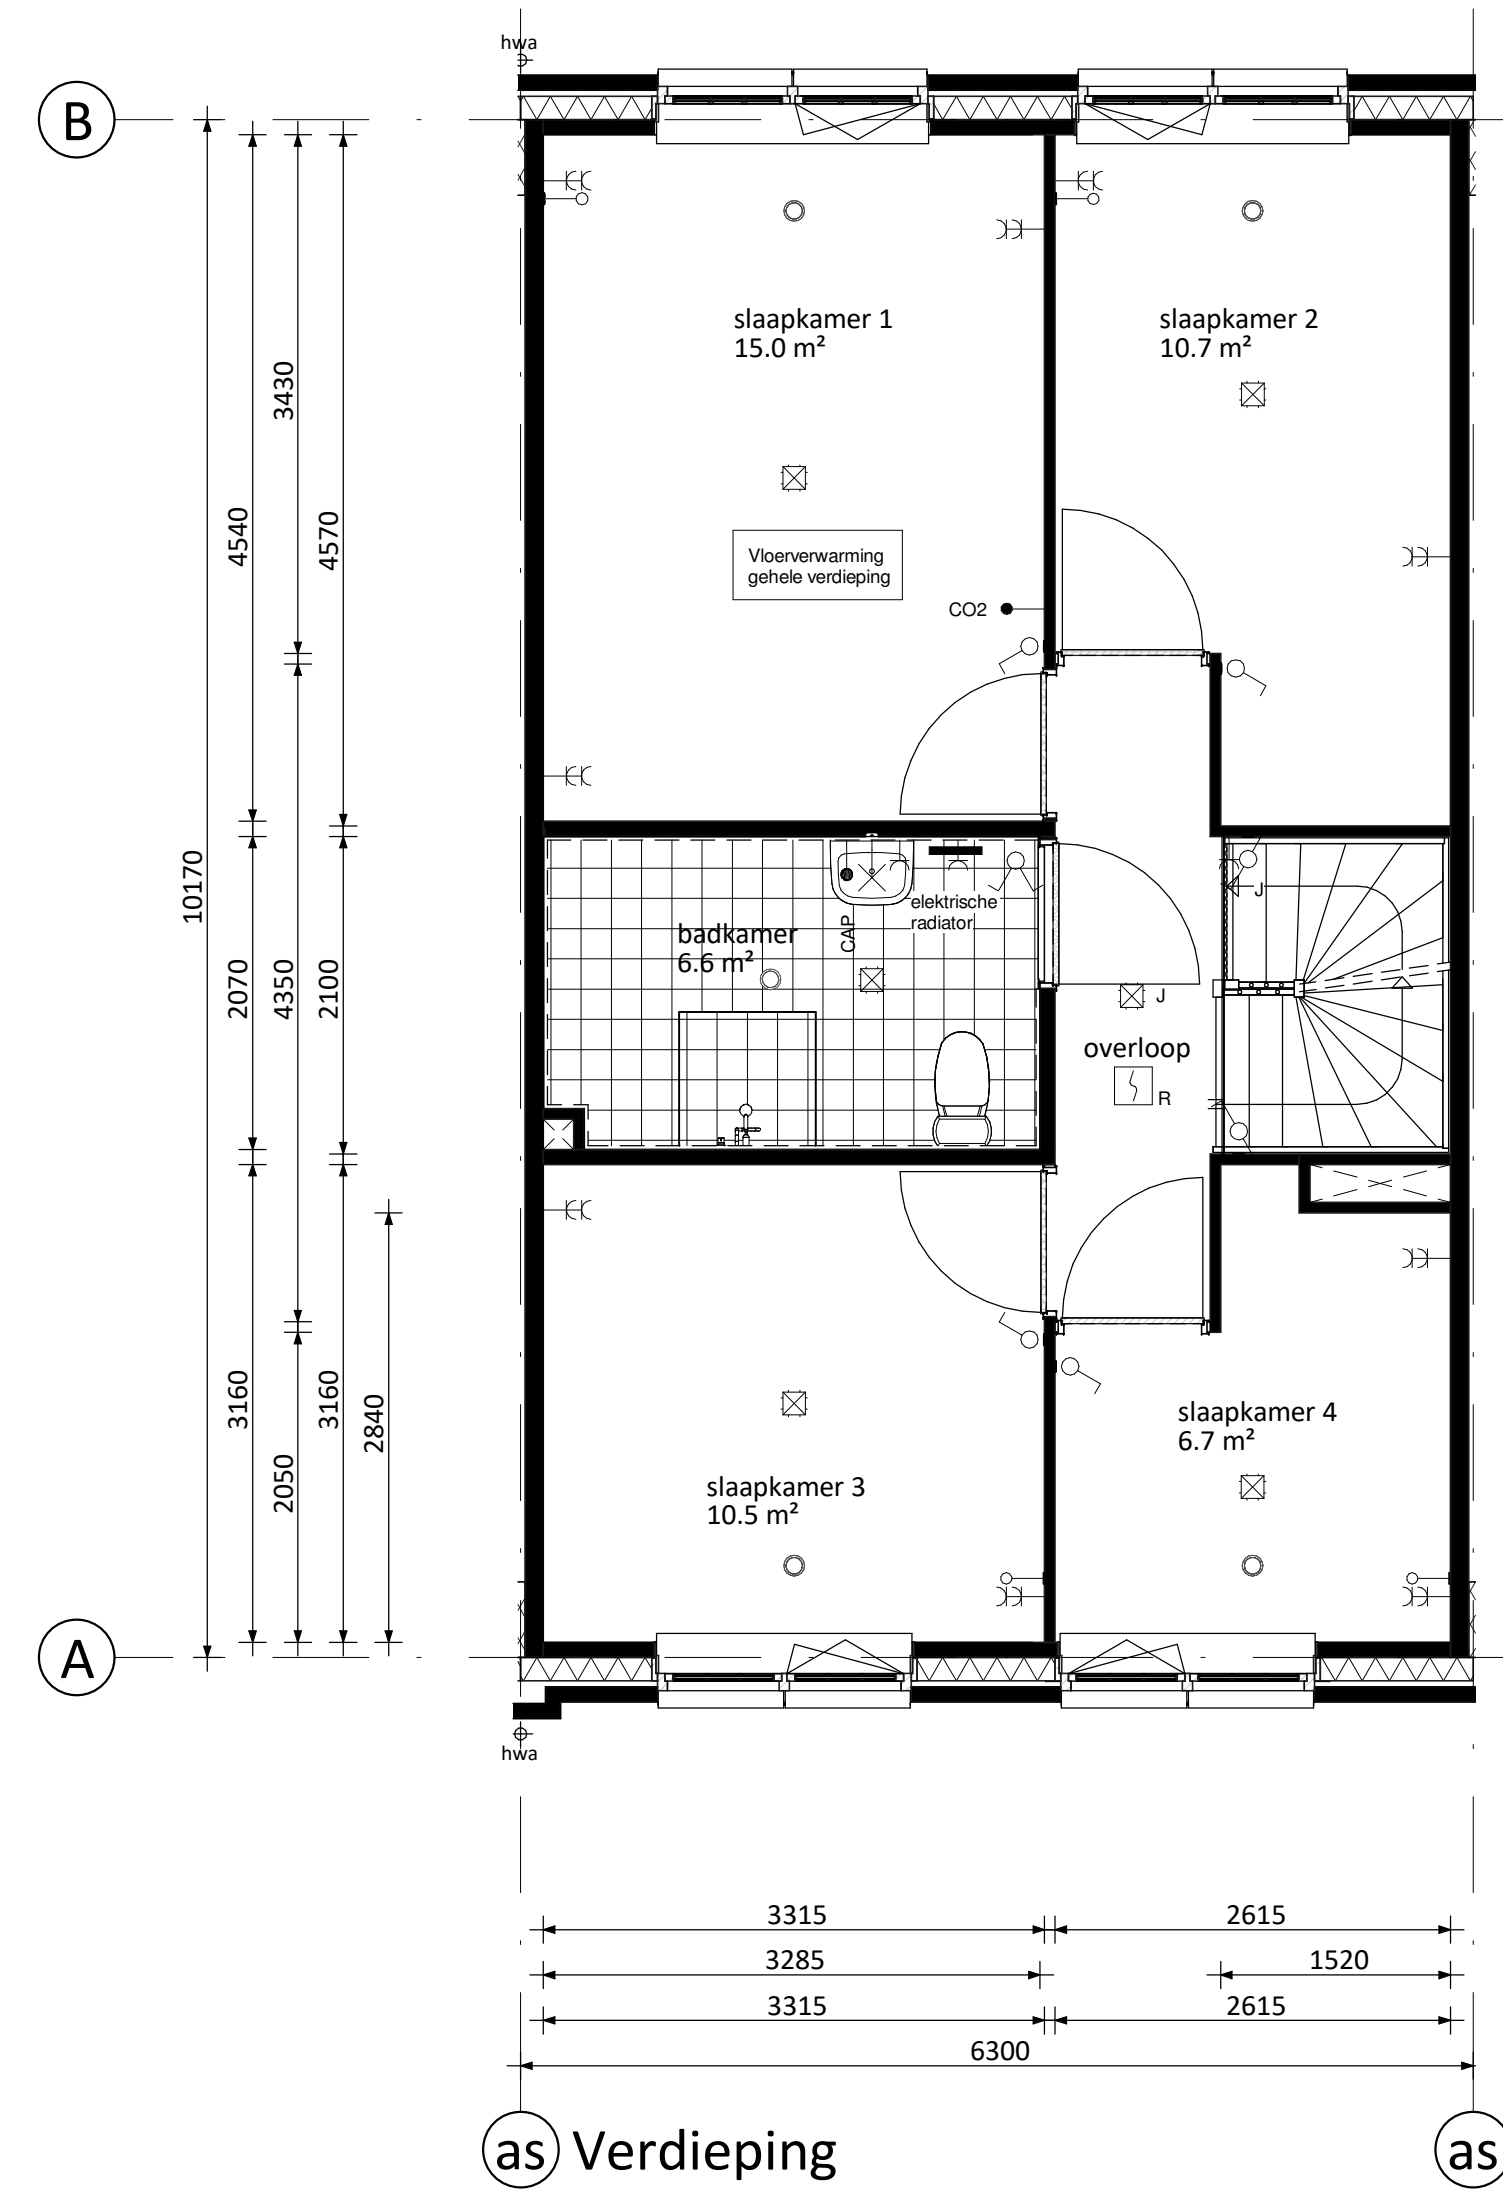 hwa
B
slaapkamer 1
15.0 m²
slaapkamer 2
10.7 m²
3430
4540
4570
Vloerverwarming
gehele verdieping
CO2
10170
2070
4350
2100
badkamer
6.6 m²
CAP
elektrische
radiator
J
J
overloop
R
3160
2050
3160
2840
slaapkamer 3
10.5 m²
slaapkamer 4
6.7 m²
A
hwa
3315
2615
3285
1520
3315
2615
6300
as
Verdieping
as